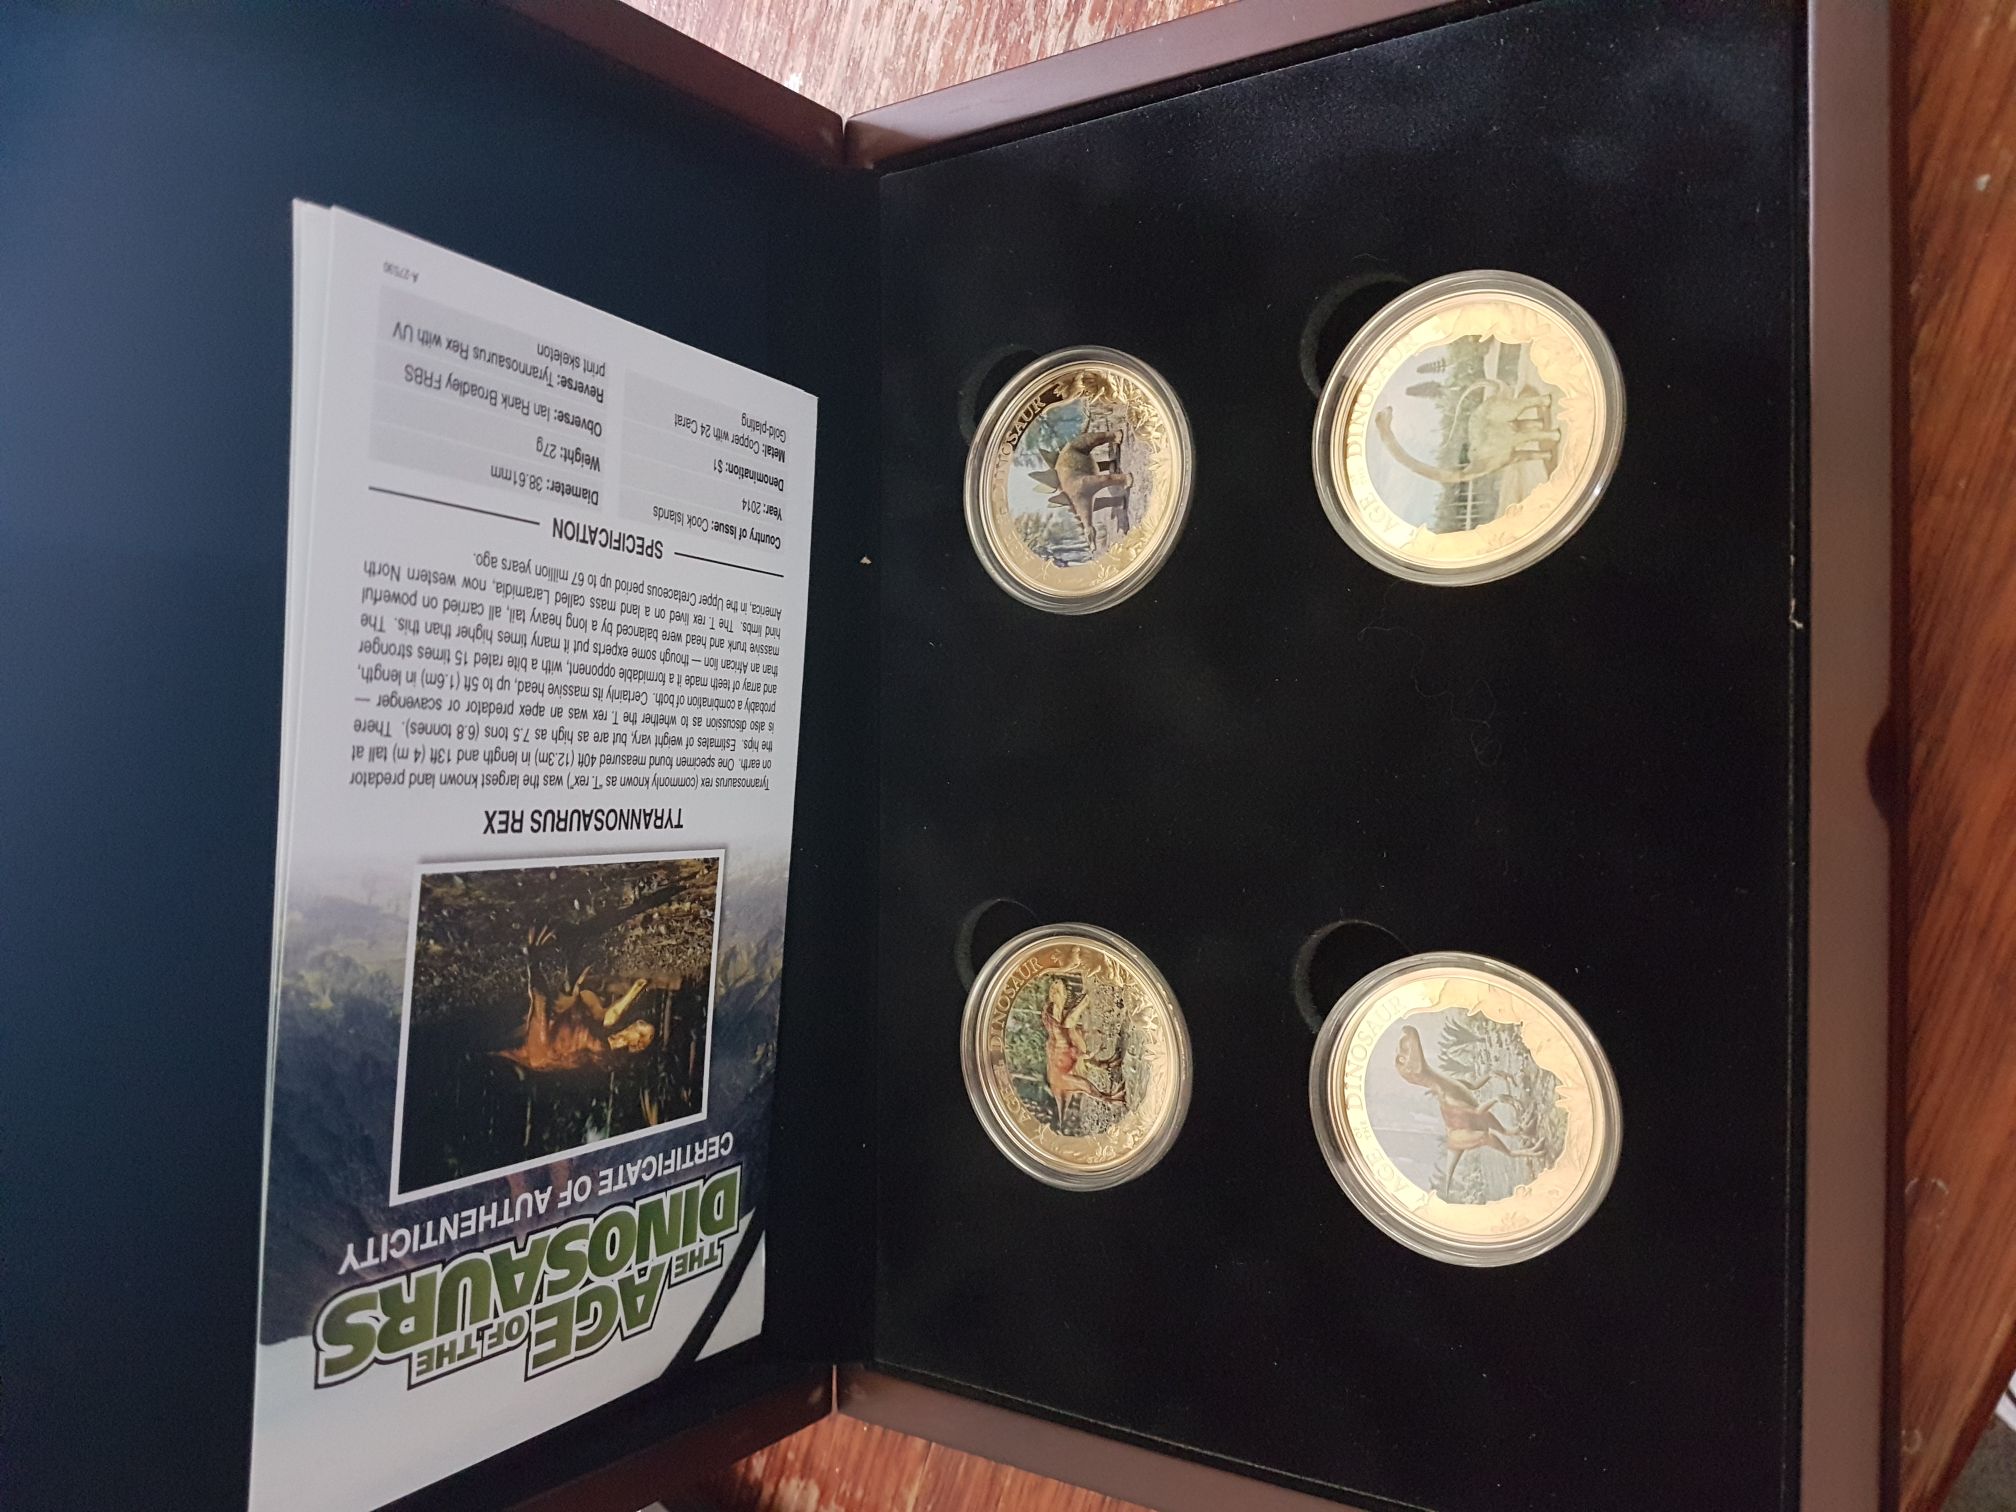 THE
AGE OF THE
DINOSAURS
CERTIFICATE OF AUTHENTICITY
TYRANNOSAURUS REX
Tyrannosaurus rex (commonly known as "T. rex") was the largest known land predator
on earth. One specimen found measured 40ft (12.3m) in length and 13ft (4 m) tall at
the hips. Estimates of weight vary, but are as high as 7.5 tons (6.8 tonnes). There
is also discussion as to whether the T. rex was an apex predator or scavenger —
probably a combination of both. Certainly its massive head, up to 5ft (1.6m) in length,
and array of teeth made it a formidable opponent, with a bite rated 15 times stronger
than an African lion — though some experts put it many times higher than this. The
massive trunk and head were balanced by a long heavy tail, all carried on powerful
hind limbs. The T. rex lived on a land mass called Laramidia, now western North
America, in the Upper Cretaceous period up to 67 million years ago.
SPECIFICATION
Country of Issue: Cook Islands
Year: 2014
Denomination: $1
Metal: Copper with 24 Carat
Gold-plating
Diameter: 38.61mm
Weight: 27g
Obverse: Ian Rank Broadley FRBS
Reverse: Tyrannosaurus Rex with UV
print skeleton
A-27590
DINOSAUR
AGE DINOSAUR
AGE DINOSAUR
AGE OF THE DINOSAUR